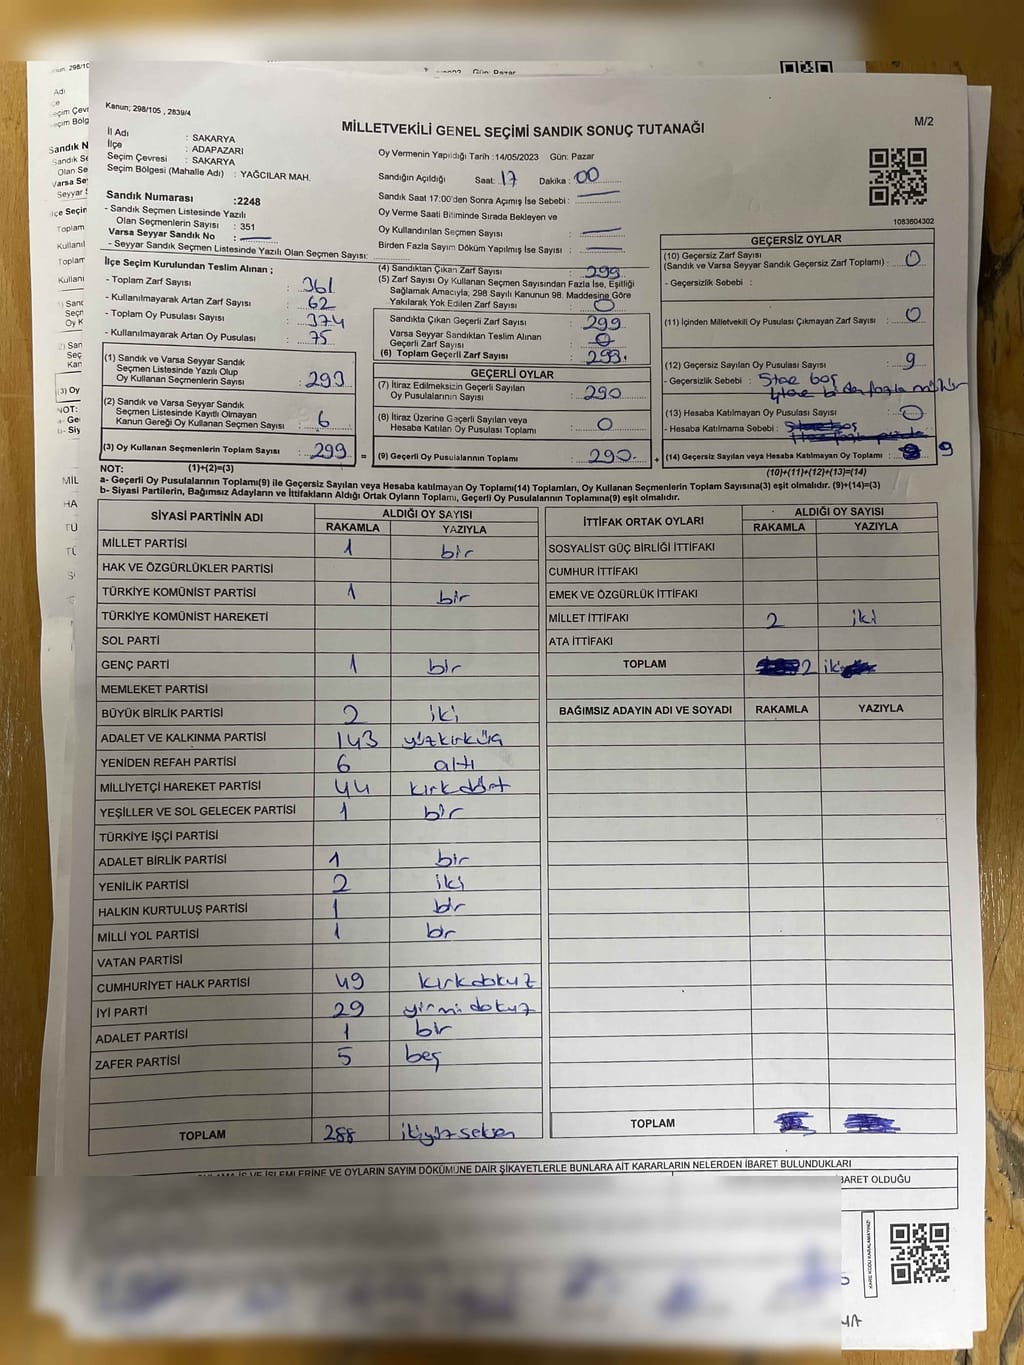 Kanun; 298/105 , 2839/4
MİLLETVEKİLİ GENEL SEÇİMİ SANDIK SONUÇ TUTANAĞI
M/2
İl Adı : SAKARYA
İlçe : ADAPAZARI
Seçim Çevresi : SAKARYA
Seçim Bölgesi (Mahalle Adı) : YAĞCILAR MAH.
Oy Vermenin Yapıldığı Tarih :14/05/2023 Gün: Pazar
Sandığın Açıldığı Saat: 17 Dakika : 00
Sandık Saat 17:00'den Sonra Açımış İse Sebebi :
Oy Verme Saati Bitiminde Sırada Bekleyen ve
Oy Kullandırılan Seçmen Sayısı :
Birden Fazla Sayım Döküm Yapılmış İse Sayısı :
1083604302
Sandık Numarası :2248
- Sandık Seçmen Listesinde Yazılı
Olan Seçmenlerin Sayısı : 351
Varsa Seyyar Sandık No :
- Seyyar Sandık Seçmen Listesinde Yazılı Olan Seçmen Sayısı:
İlçe Seçim Kurulundan Teslim Alınan ;
- Toplam Zarf Sayısı : 361
- Kullanılmayarak Artan Zarf Sayısı : 62
- Toplam Oy Pusulası Sayısı : 374
- Kullanılmayarak Artan Oy Pusulası : 75
(1) Sandık ve Varsa Seyyar Sandık
Seçmen Listesinde Yazılı Olup
Oy Kullanan Seçmenlerin Sayısı : 293
(2) Sandık ve Varsa Seyyar Sandık
Seçmen Listesinde Kayıtlı Olmayan
Kanun Gereği Oy Kullanan Seçmen Sayısı : 6
(3) Oy Kullanan Seçmenlerin Toplam Sayısı : 299 =
(4) Sandıktan Çıkan Zarf Sayısı : 299
(5) Zarf Sayısı Oy Kullanan Seçmen Sayısından Fazla İse, Eşitliği
Sağlamak Amacıyla, 298 Sayılı Kanunun 98. Maddesine Göre
Yakılarak Yok Edilen Zarf Sayısı : 0
Sandıkta Çıkan Geçerli Zarf Sayısı : 299
Varsa Seyyar Sandıktan Teslim Alınan
Geçerli Zarf Sayısı : 0
(6) Toplam Geçerli Zarf Sayısı : 299.
GEÇERLİ OYLAR
(7) İtiraz Edilmeksizin Geçerli Sayılan
Oy Pusulalarının Sayısı : 290
(8) İtiraz Üzerine Geçerli Sayılan veya
Hesaba Katılan Oy Pusulası Toplamı : 0
(9) Geçerli Oy Pusulalarının Toplamı : 290. +
GEÇERSİZ OYLAR
(10) Geçersiz Zarf Sayısı
(Sandık ve Varsa Seyyar Sandık Geçersiz Zarf Toplamı) : 0
- Geçersizlik Sebebi :
(11) İçinden Milletvekili Oy Pusulası Çıkmayan Zarf Sayısı : 0
(12) Geçersiz Sayılan Oy Pusulası Sayısı : 9
- Geçersizlik Sebebi : 5tae boş
4tae birden fazla mühür
(13) Hesaba Katılmayan Oy Pusulası Sayısı : 0
- Hesaba Katılmama Sebebi :
(14) Geçersiz Sayılan veya Hesaba Katılmayan Oy Toplamı : 9
NOT: (1)+(2)=(3) (10)+(11)+(12)+(13)=(14)
a- Geçerli Oy Pusulalarının Toplamı(9) ile Geçersiz Sayılan veya Hesaba katılmayan Oy Toplamı(14) Toplamları, Oy Kullanan Seçmenlerin Toplam Sayısına(3) eşit olmalıdır. (9)+(14)=(3)
b- Siyasi Partilerin, Bağımsız Adayların ve İttifakların Aldığı Ortak Oyların Toplamı, Geçerli Oy Pusulalarının Toplamına(9) eşit olmalıdır.
SİYASİ PARTİNİN ADI ALDIĞI OY SAYISI
RAKAMLA YAZIYLA
MİLLET PARTİSİ 1 bir
HAK VE ÖZGÜRLÜKLER PARTİSİ
TÜRKİYE KOMÜNİST PARTİSİ 1 bir
TÜRKİYE KOMÜNİST HAREKETİ
SOL PARTİ
GENÇ PARTİ 1 bir
MEMLEKET PARTİSİ
BÜYÜK BİRLİK PARTİSİ 2 iki
ADALET VE KALKINMA PARTİSİ 143 yüzkırküç
YENİDEN REFAH PARTİSİ 6 altı
MİLLİYETÇİ HAREKET PARTİSİ 44 kırkdört
YEŞİLLER VE SOL GELECEK PARTİSİ 1 bir
TÜRKİYE İŞÇİ PARTİSİ
ADALET BİRLİK PARTİSİ 1 bir
YENİLİK PARTİSİ 2 iki
HALKIN KURTULUŞ PARTİSİ 1 bir
MİLLİ YOL PARTİSİ 1 bir
VATAN PARTİSİ
CUMHURİYET HALK PARTİSİ 49 kırkdokuz
İYİ PARTİ 29 yirmi dokuz
ADALET PARTİSİ 1 bir
ZAFER PARTİSİ 5 beş
TOPLAM 288 ikiyüzseksen
İTTİFAK ORTAK OYLARI ALDIĞI OY SAYISI
RAKAMLA YAZIYLA
SOSYALİST GÜÇ BİRLİĞİ İTTİFAKI
CUMHUR İTTİFAKI
EMEK VE ÖZGÜRLÜK İTTİFAKI
MİLLET İTTİFAKI 2 iki
ATA İTTİFAKI
TOPLAM 2 iki
BAĞIMSIZ ADAYIN ADI VE SOYADI RAKAMLA YAZIYLA
TOPLAM
İŞ VE İŞLEMLERİNE VE OYLARIN SAYIM DÖKÜMÜNE DAİR ŞİKAYETLERLE BUNLARA AİT KARARLARIN NELERDEN İBARET BULUNDUKLARI
BARET OLDUĞU
KARE KODU KARALAMAYINIZ!